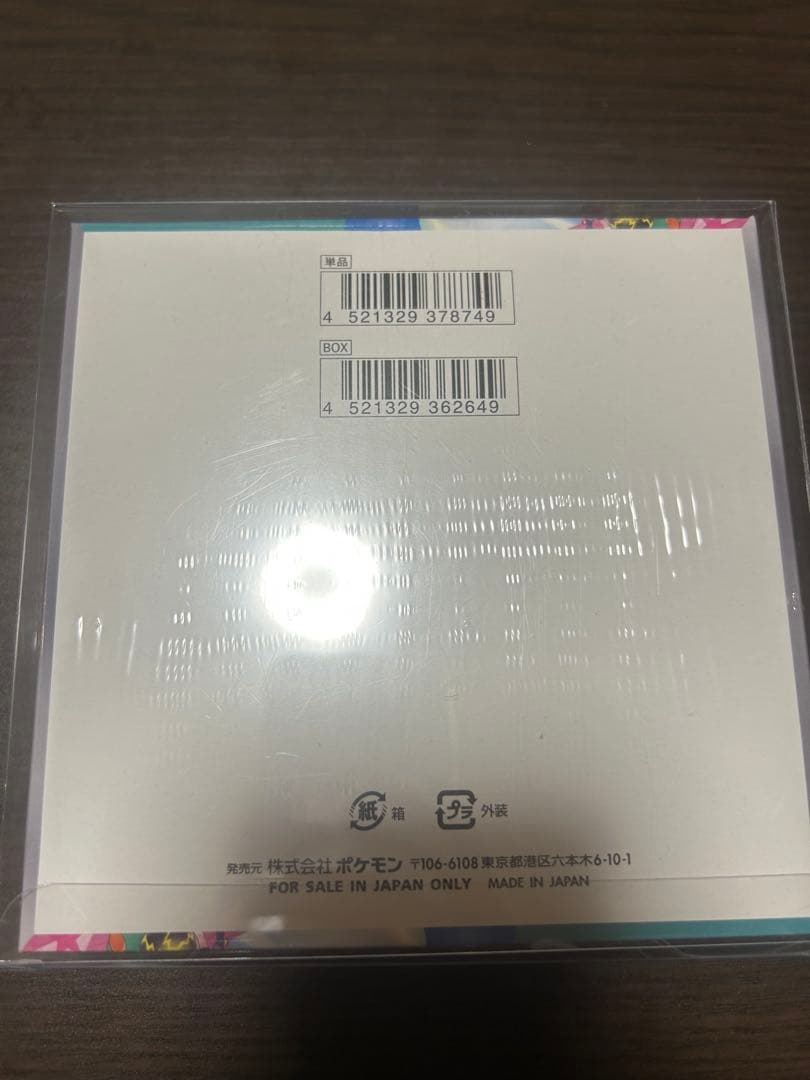 単品
4 521329 378749
BOX
4 521329 362649
紙 箱 プラ 外装
発売元 株式会社ポケモン 〒106-6108 東京都港区六本木6-10-1
FOR SALE IN JAPAN ONLY MADE IN JAPAN